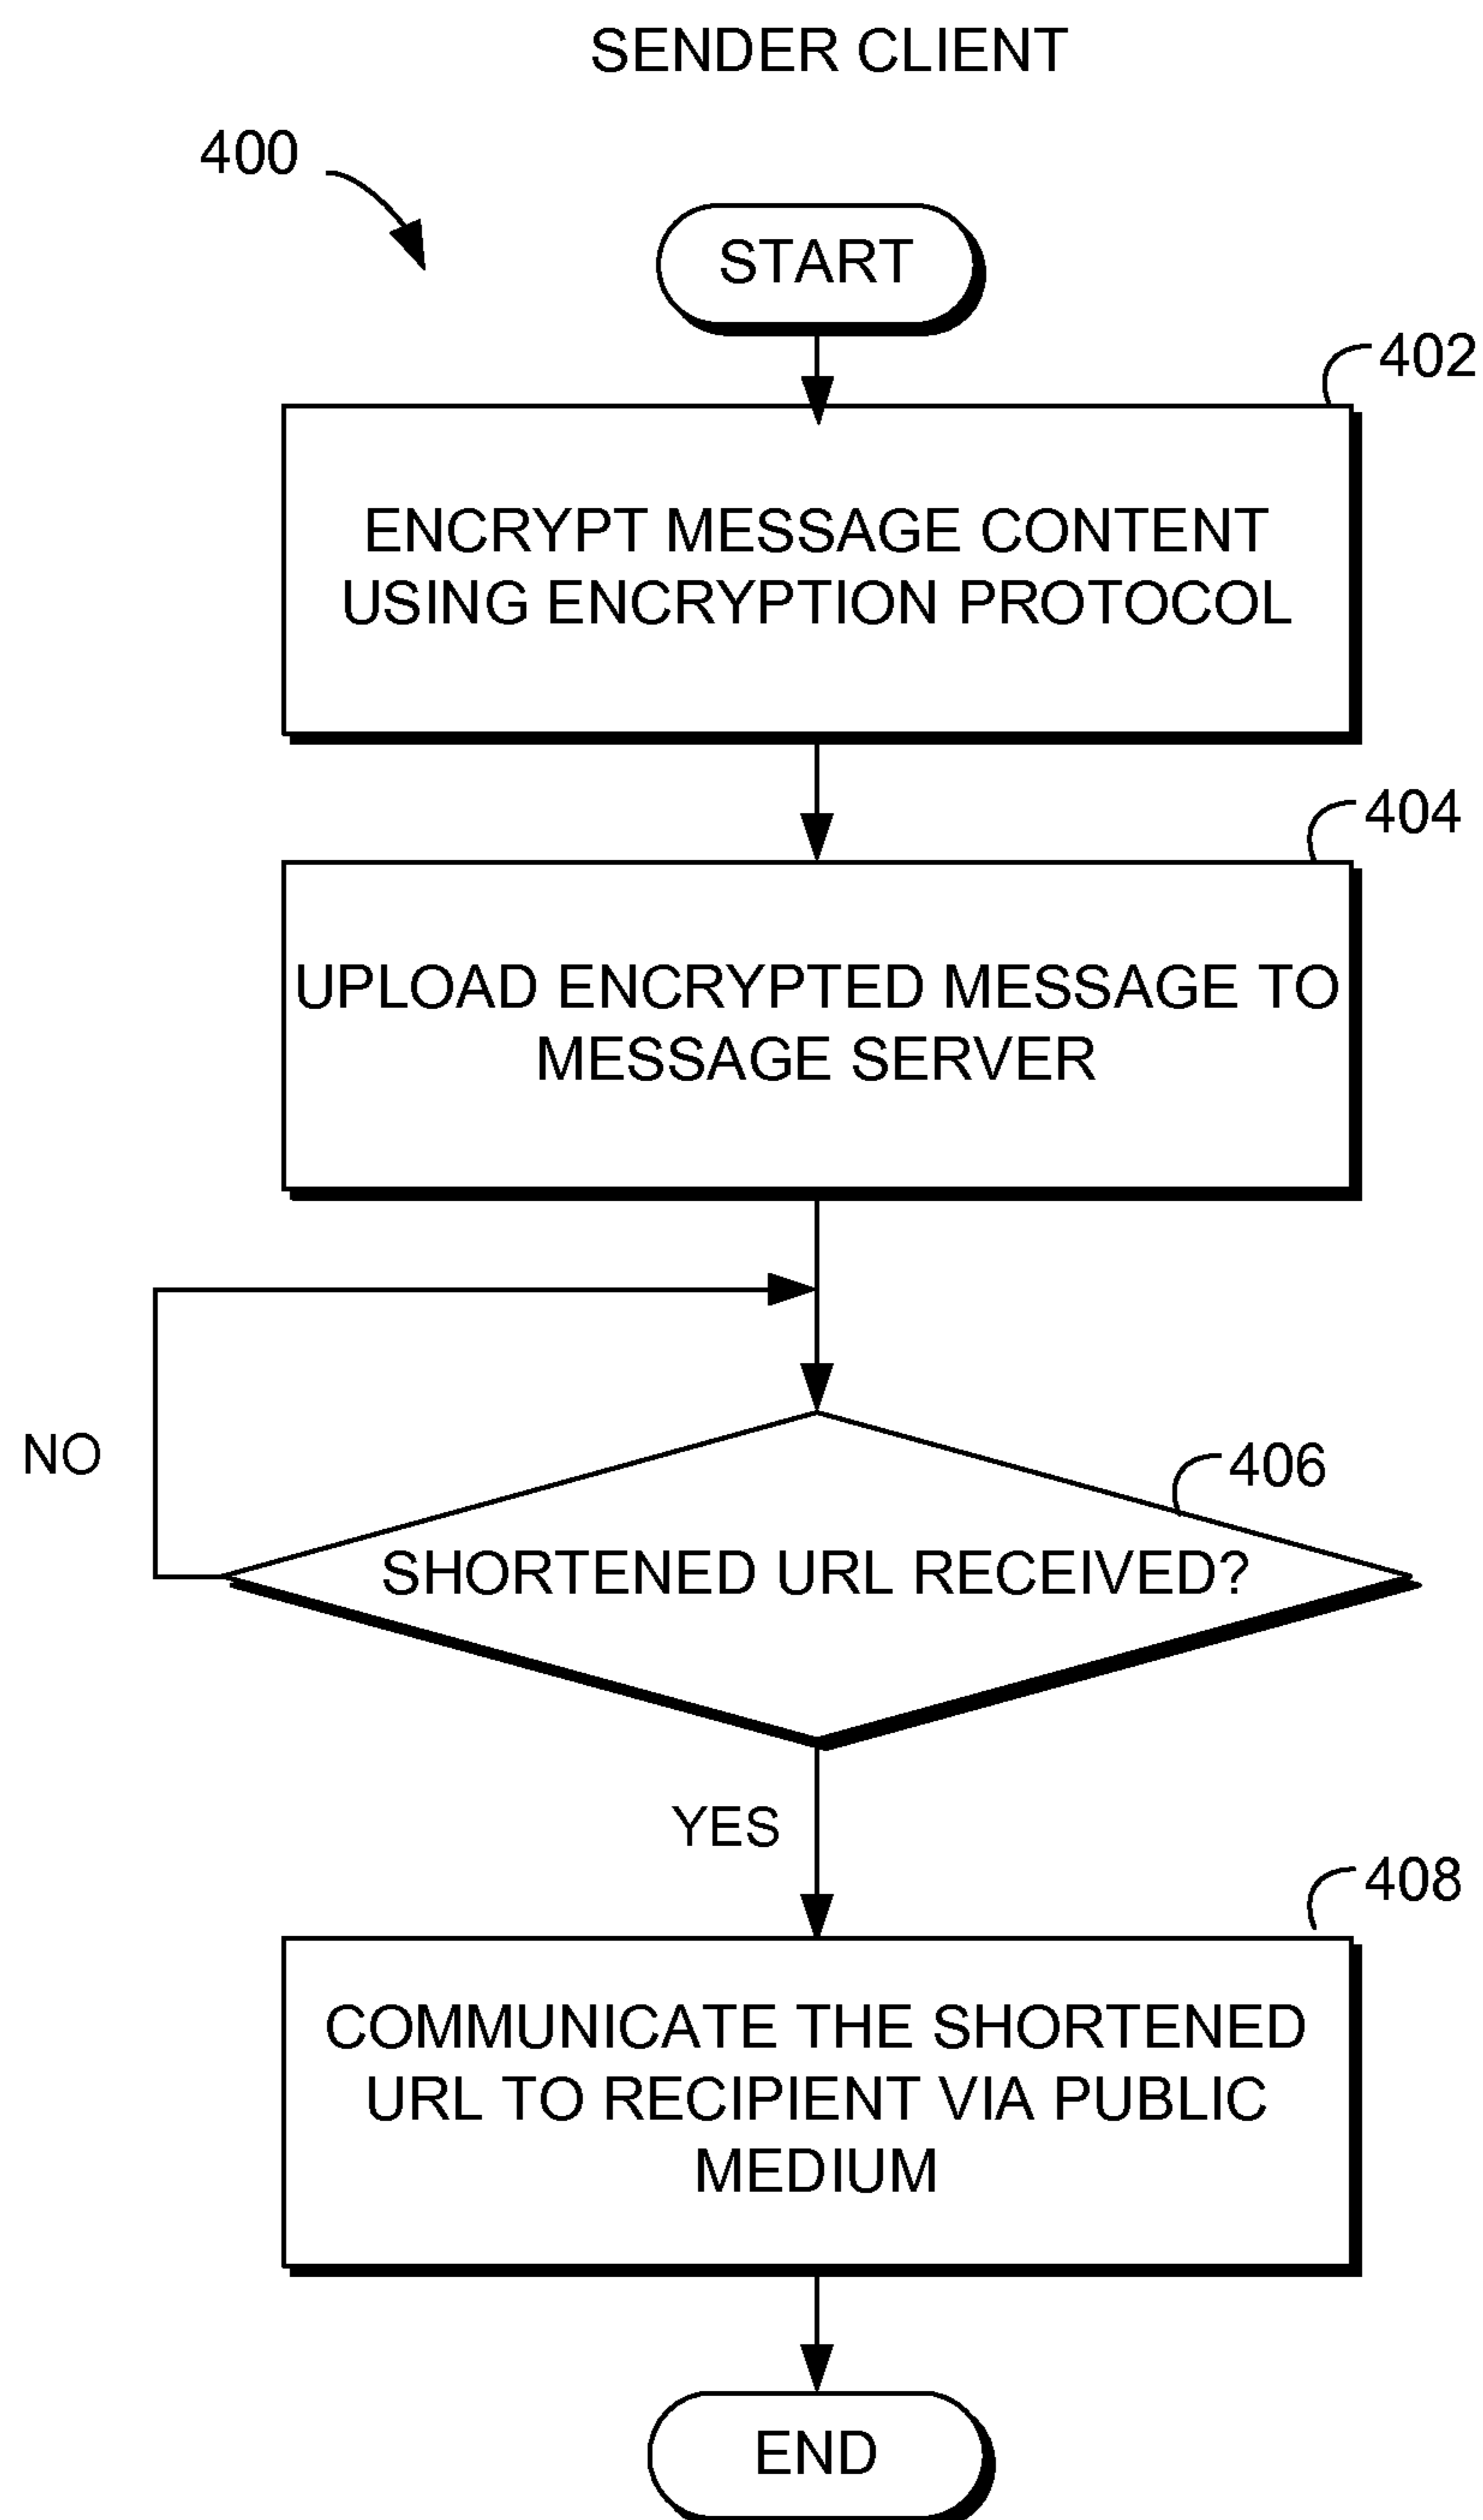 SENDER CLIENT
400
START
402
ENCRYPT MESSAGE CONTENT
USING ENCRYPTION PROTOCOL
404
UPLOAD ENCRYPTED MESSAGE TO
MESSAGE SERVER
NO
406
SHORTENED URL RECEIVED?
YES
408
COMMUNICATE THE SHORTENED
URL TO RECIPIENT VIA PUBLIC
MEDIUM
END